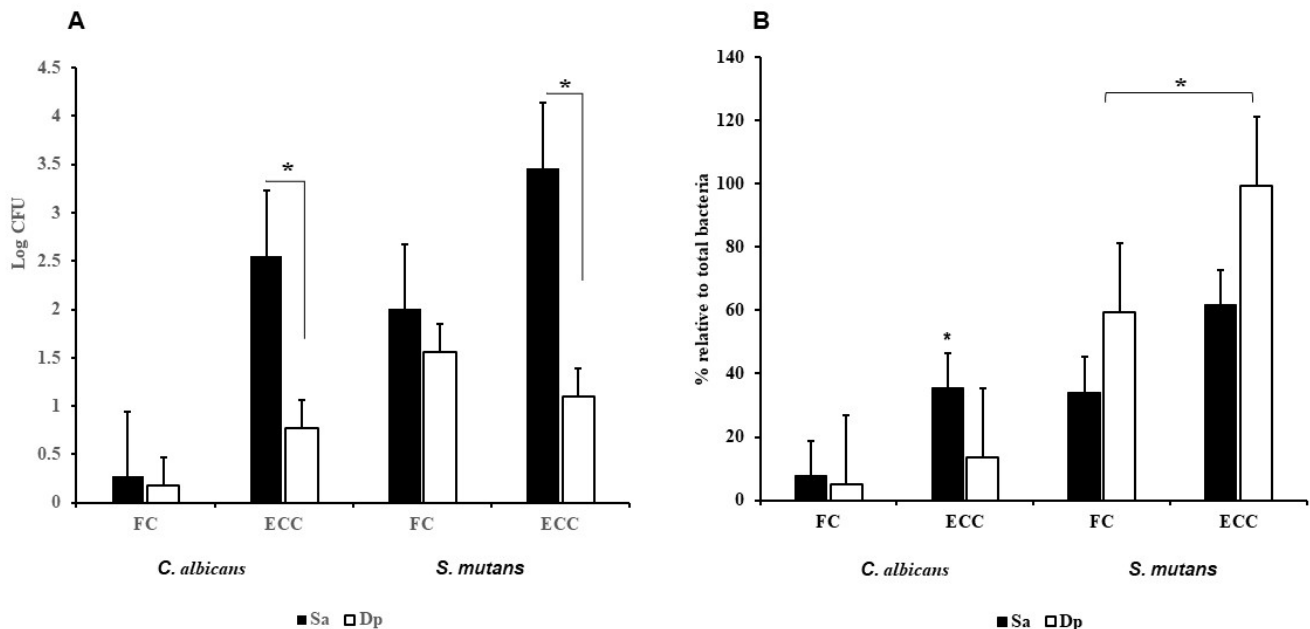 A
4.5
4
3.5
3
2.5
2
1.5
1
0.5
0
Log CFU
*
*
FC
ECC
FC
ECC
C. albicans
S. mutans
Sa Dp
B
140
120
100
80
60
40
20
0
% relative to total bacteria
*
*
FC
ECC
FC
ECC
C. albicans
S. mutans
Sa Dp